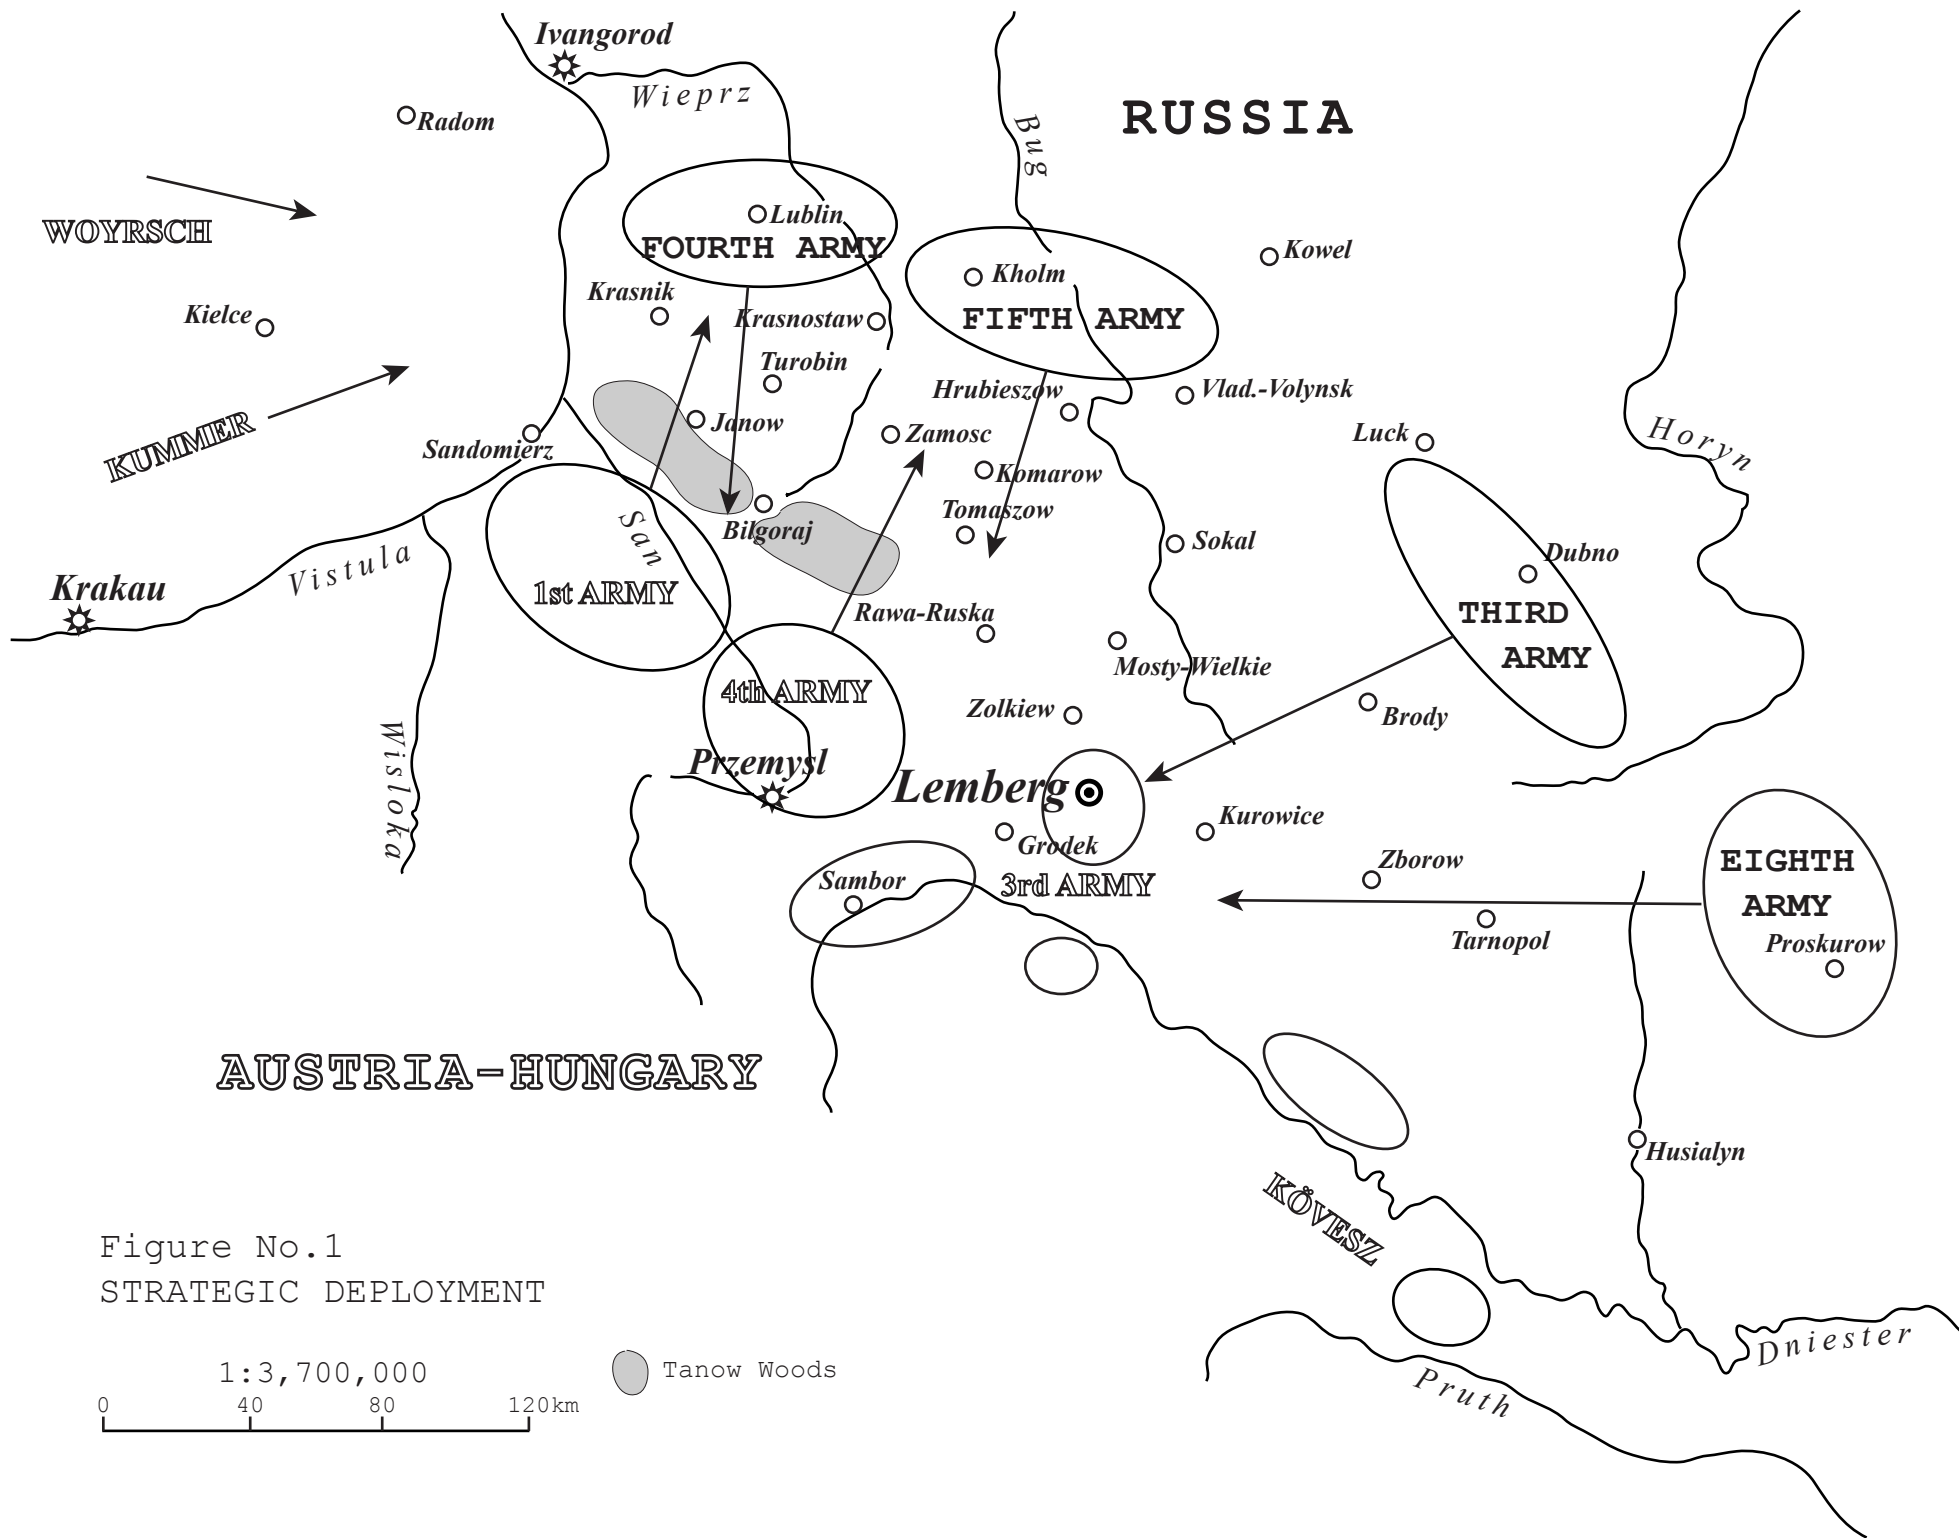 Ivangorod
Wieprz
Radom
RUSSIA
Bug
WOYRSCH
Lublin
FOURTH ARMY
Kowel
Kholm
Krasnik
Kielce
Krasnostaw
FIFTH ARMY
Turobin
Hrubieszow
Vlad.-Volynsk
Janow
KUMMER
Sandomierz
Zamosc
Luck
Horyn
Komarow
Tomaszow
San
Bilgoraj
Sokal
Dubno
Vistula
Krakau
1st ARMY
Rawa-Ruska
THIRD
ARMY
Mosty-Wielkie
4th ARMY
Zolkiew
Brody
Wisloka
Przemysl
Lemberg
Kurowice
Grodek
Zborow
EIGHTH
ARMY
Sambor
3rd ARMY
Tarnopol
Proskurow
AUSTRIA-HUNGARY
Husialyn
KÖVESZ
Figure No.1
STRATEGIC DEPLOYMENT
Dniester
1:3,700,000
Tanow Woods
Pruth
0 40 80 120km